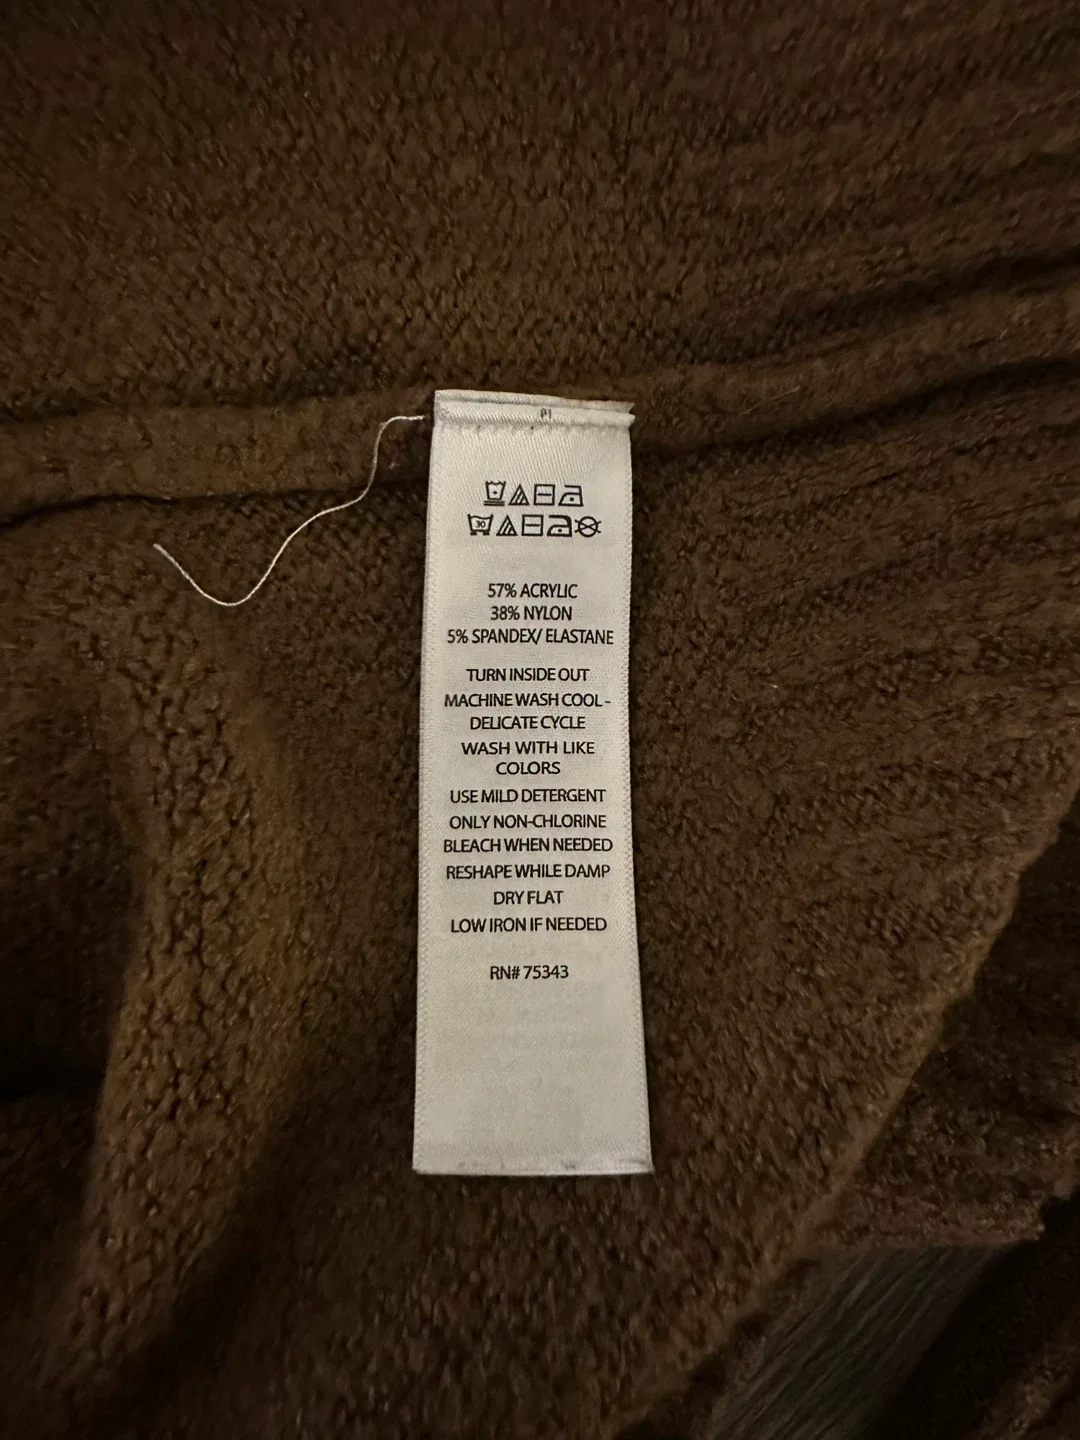 P1
30
57% ACRYLIC
38% NYLON
5% SPANDEX/ ELASTANE
TURN INSIDE OUT
MACHINE WASH COOL -
DELICATE CYCLE
WASH WITH LIKE
COLORS
USE MILD DETERGENT
ONLY NON-CHLORINE
BLEACH WHEN NEEDED
RESHAPE WHILE DAMP
DRY FLAT
LOW IRON IF NEEDED
RN# 75343